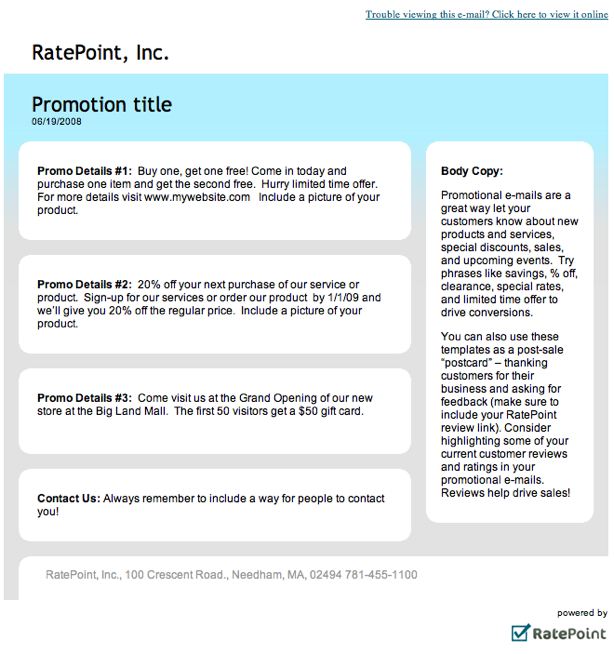 Trouble viewing this e-mail? Click here to view it online
RatePoint, Inc.
Promotion title
06/19/2008
Promo Details #1:  Buy one, get one free! Come in today and
purchase one item and get the second free.  Hurry limited time offer.
For more details visit www.mywebsite.com   Include a picture of your
product.
Promo Details #2:  20% off your next purchase of our service or
product.  Sign-up for our services or order our product  by 1/1/09 and
we'll give you 20% off the regular price.  Include a picture of your
product.
Promo Details #3:  Come visit us at the Grand Opening of our new
store at the Big Land Mall.  The first 50 visitors get a $50 gift card.
Contact Us: Always remember to include a way for people to contact
you!
Body Copy:
Promotional e-mails are a
great way let your
customers know about new
products and services,
special discounts, sales,
and upcoming events.  Try
phrases like savings, % off,
clearance, special rates,
and limited time offer to
drive conversions.
You can also use these
templates as a post-sale
“postcard” – thanking
customers for their
business and asking for
feedback (make sure to
include your RatePoint
review link). Consider
highlighting some of your
current customer reviews
and ratings in your
promotional e-mails.
Reviews help drive sales!
RatePoint, Inc., 100 Crescent Road., Needham, MA, 02494 781-455-1100
powered by
RatePoint